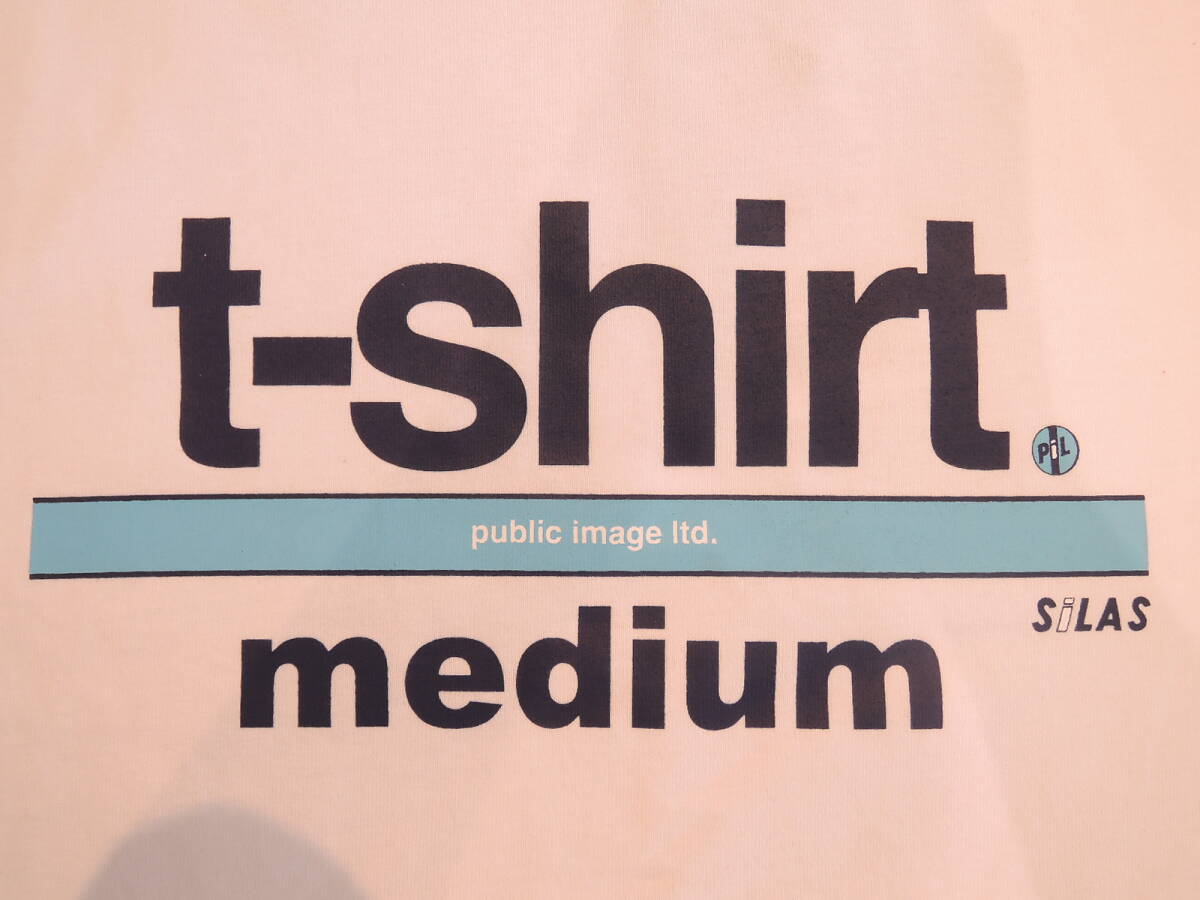 t-shirt.
PiL
public image ltd.
SiLAS
medium